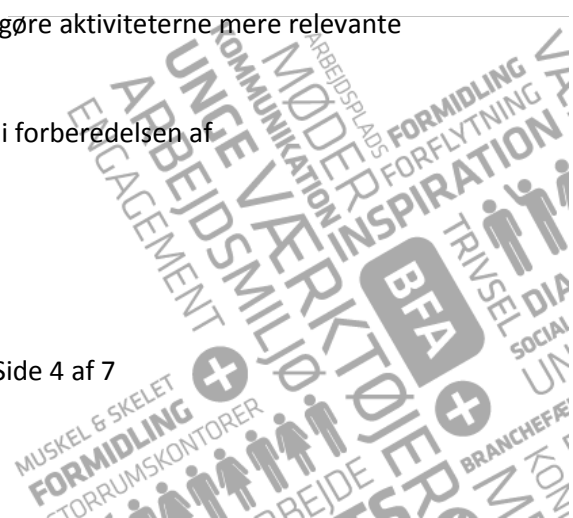 gøre aktiviteterne mere relevante
i forberedelsen af
Side 4 af 7
ENGAGEMENT
ARBEJDSMILJØ
UNGE
VÆRKTØJER
KOMMUNIKATION
MØDER
ARBEJDSPLADS
FORMIDLING
FORFLYTNING
INSPIRATION
TRIVSEL
BFA
SOCIAL
MUSKEL & SKELET
FORMIDLING
STORRUMSKONTORER